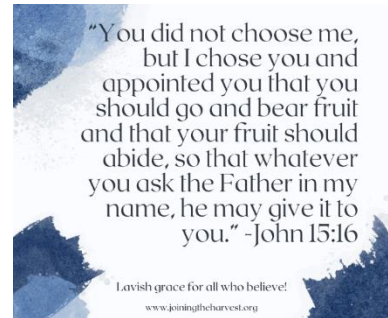 “You did not choose me,
but I chose you and
appointed you that you
should go and bear fruit
and that your fruit should
abide, so that whatever
you ask the Father in my
name, he may give it to
you.” -John 15:16
Lavish grace for all who believe!
www.joiningtheharvest.org